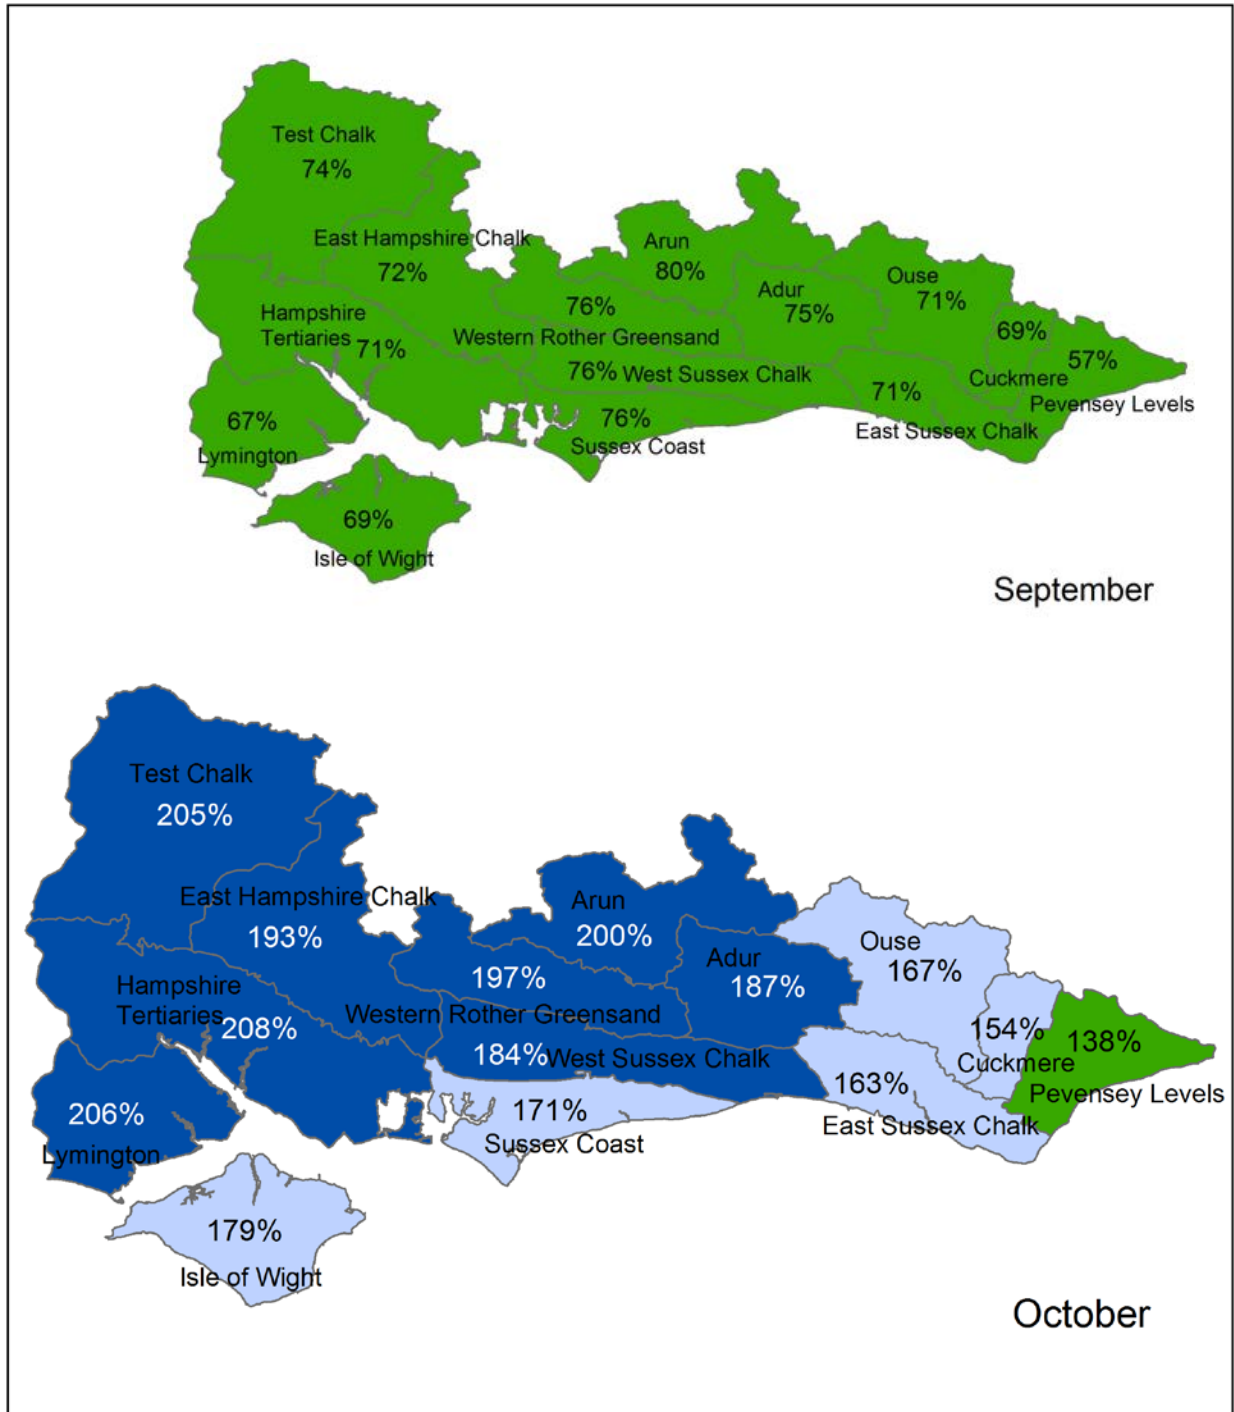 Test Chalk
74%
East Hampshire Chalk
72%
Arun
80%
Ouse
71%
Adur
75%
Hampshire
Tertiaries
71%
76%
Western Rother Greensand
69%
Cuckmere
57%
Pevensey Levels
76%
West Sussex Chalk
71%
East Sussex Chalk
67%
Lymington
76%
Sussex Coast
69%
Isle of Wight
September
Test Chalk
205%
East Hampshire Chalk
193%
Arun
200%
Ouse
167%
Adur
187%
Hampshire
Tertiaries
208%
197%
Western Rother Greensand
154%
Cuckmere
138%
Pevensey Levels
184%
West Sussex Chalk
163%
East Sussex Chalk
206%
Lymington
171%
Sussex Coast
179%
Isle of Wight
October